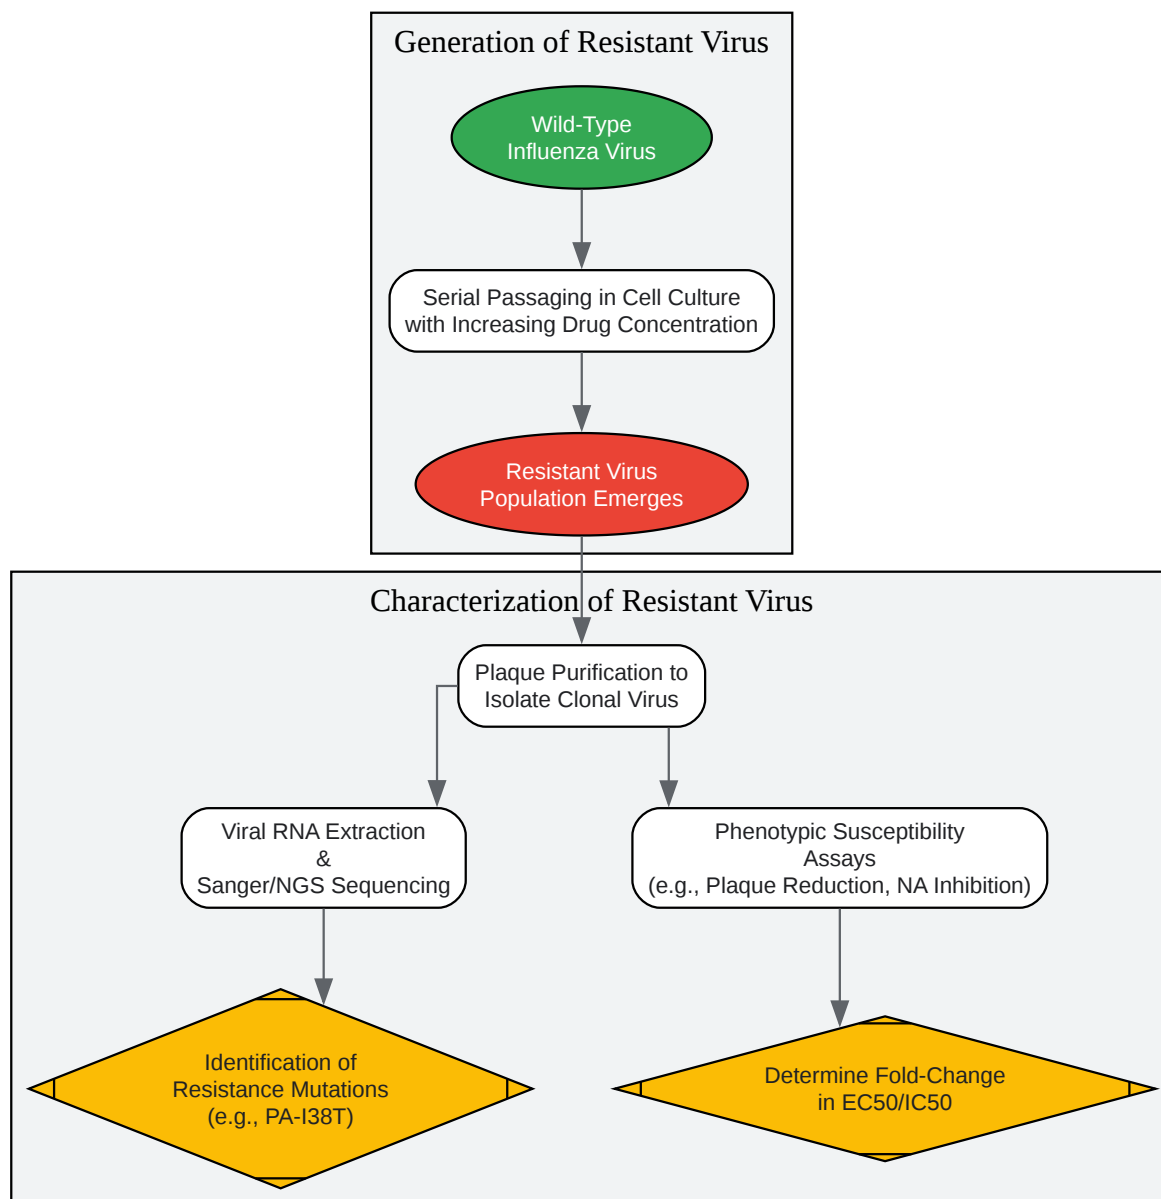 Generation of Resistant Virus
Wild-Type
Influenza Virus
Serial Passaging in Cell Culture
with Increasing Drug Concentration
Resistant Virus
Population Emerges
Characterization of Resistant Virus
Plaque Purification to
Isolate Clonal Virus
Viral RNA Extraction
&
Sanger/NGS Sequencing
Phenotypic Susceptibility
Assays
(e.g., Plaque Reduction, NA Inhibition)
Identification of
Resistance Mutations
(e.g., PA-I38T)
Determine Fold-Change
in EC50/IC50